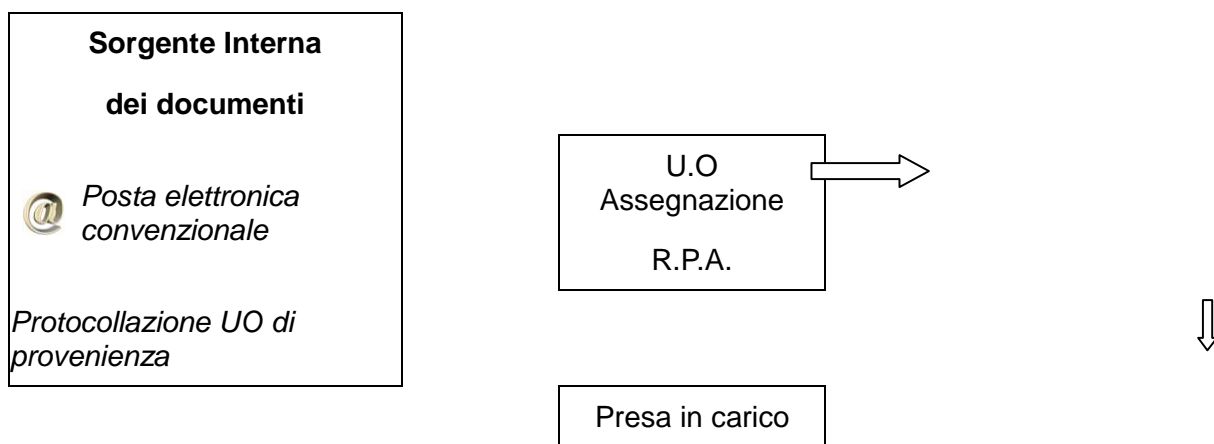 Sorgente Interna
dei documenti
@ Posta elettronica
convenzionale
Protocollazione UO di
provenienza
U.O
Assegnazione
R.P.A.
Presa in carico